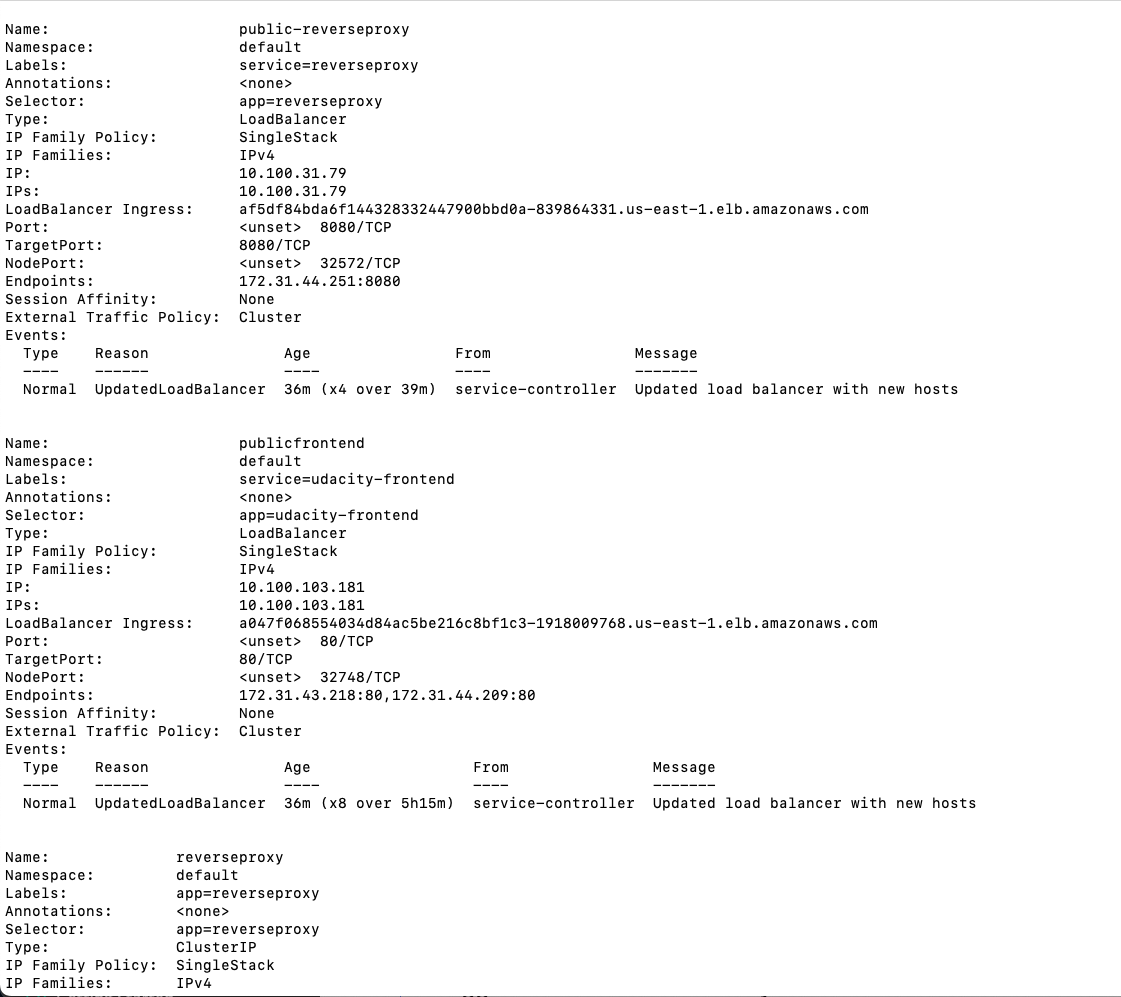 Name: public-reverseproxy
Namespace: default
Labels: service=reverseproxy
Annotations: <none>
Selector: app=reverseproxy
Type: LoadBalancer
IP Family Policy: SingleStack
IP Families: IPv4
IP: 10.100.31.79
IPs: 10.100.31.79
LoadBalancer Ingress: af5df84bda6f144328332447900bbd0a-839864331.us-east-1.elb.amazonaws.com
Port: <unset> 8080/TCP
TargetPort: 8080/TCP
NodePort: <unset> 32572/TCP
Endpoints: 172.31.44.251:8080
Session Affinity: None
External Traffic Policy: Cluster
Events:
Type Reason Age From Message
---- ------ ---- ---- -------
Normal UpdatedLoadBalancer 36m (x4 over 39m) service-controller Updated load balancer with new hosts
Name: publicfrontend
Namespace: default
Labels: service=udacity-frontend
Annotations: <none>
Selector: app=udacity-frontend
Type: LoadBalancer
IP Family Policy: SingleStack
IP Families: IPv4
IP: 10.100.103.181
IPs: 10.100.103.181
LoadBalancer Ingress: a047f068554034d84ac5be216c8bf1c3-1918009768.us-east-1.elb.amazonaws.com
Port: <unset> 80/TCP
TargetPort: 80/TCP
NodePort: <unset> 32748/TCP
Endpoints: 172.31.43.218:80,172.31.44.209:80
Session Affinity: None
External Traffic Policy: Cluster
Events:
Type Reason Age From Message
---- ------ ---- ---- -------
Normal UpdatedLoadBalancer 36m (x8 over 5h15m) service-controller Updated load balancer with new hosts
Name: reverseproxy
Namespace: default
Labels: app=reverseproxy
Annotations: <none>
Selector: app=reverseproxy
Type: ClusterIP
IP Family Policy: SingleStack
IP Families: IPv4